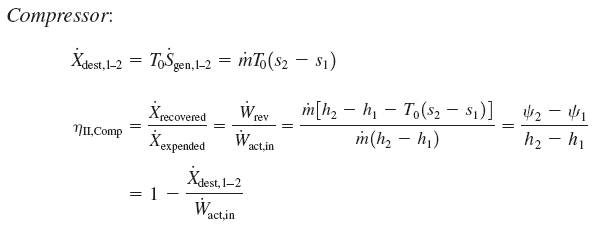 Compressor:
Ẋdest,1–2 = T0Ṡgen,1–2 = ṁT0(s2 − s1)
ηII,Comp = Ẋrecovered / Ẋexpended = Ẇrev / Ẇact,in = ṁ[h2 − h1 − T0(s2 − s1)] / ṁ(h2 − h1) = ψ2 − ψ1 / h2 − h1
= 1 − Ẋdest,1–2 / Ẇact,in